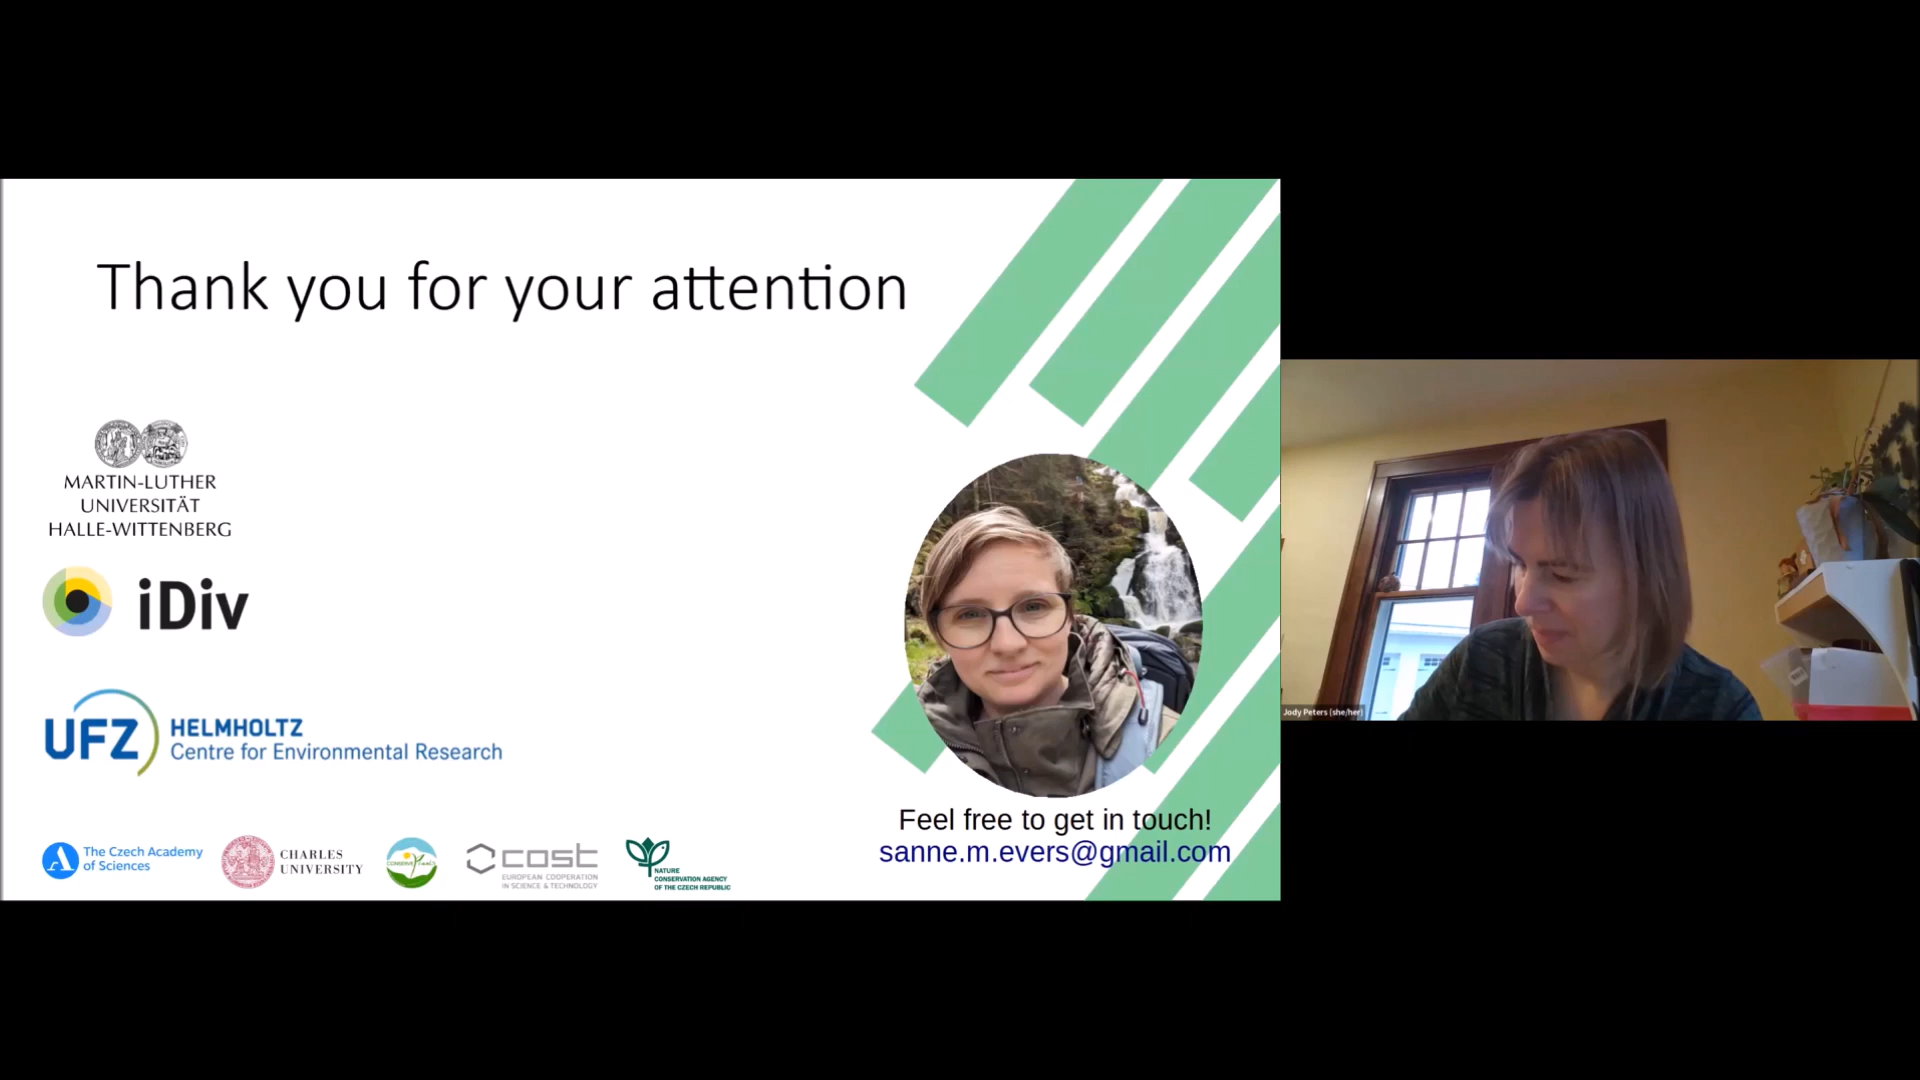 Thank you for your attention
MARTIN-LUTHER
UNIVERSITÄT
HALLE-WITTENBERG
iDiv
UFZ HELMHOLTZ
Centre for Environmental Research
The Czech Academy
of Sciences
CHARLES
UNIVERSITY
cost
EUROPEAN COOPERATION
IN SCIENCE & TECHNOLOGY
NATURE
CONSERVATION AGENCY
OF THE CZECH REPUBLIC
Feel free to get in touch!
sanne.m.evers@gmail.com
Jody Peters (she/her)